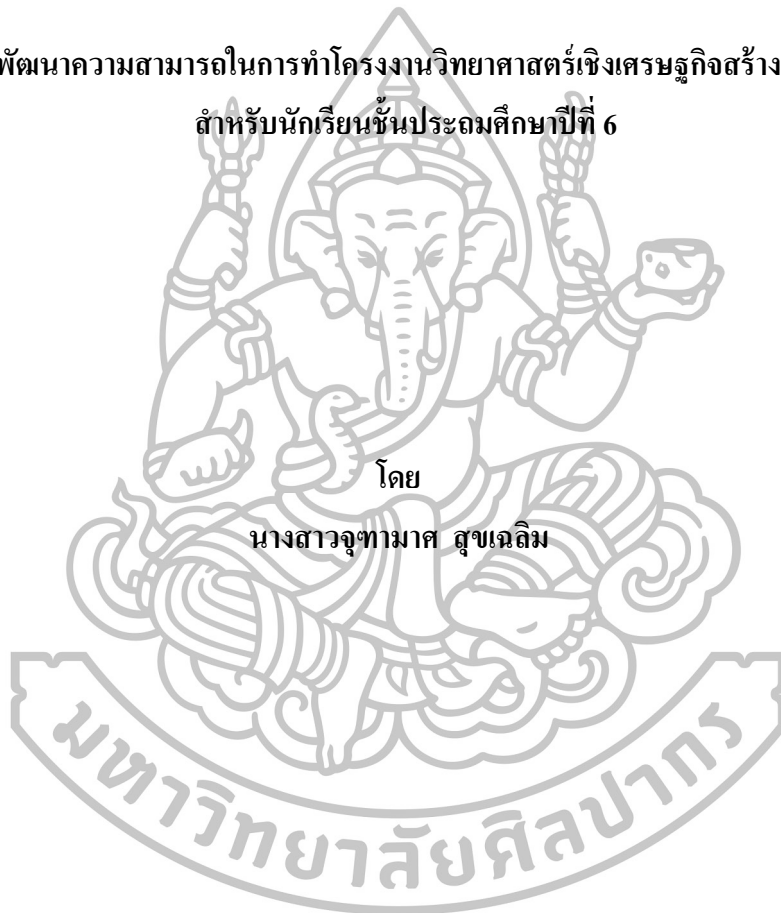 พัฒนาความสามารถในการทำโครงงานวิทยาศาสตร์เชิงเศรษฐกิจสร้าง
สำหรับนักเรียนชั้นประถมศึกษาปีที่ 6
โดย
นางสาวจุฑามาศ สุขเฉลิม
มหาวิทยาลัยศิลปากร